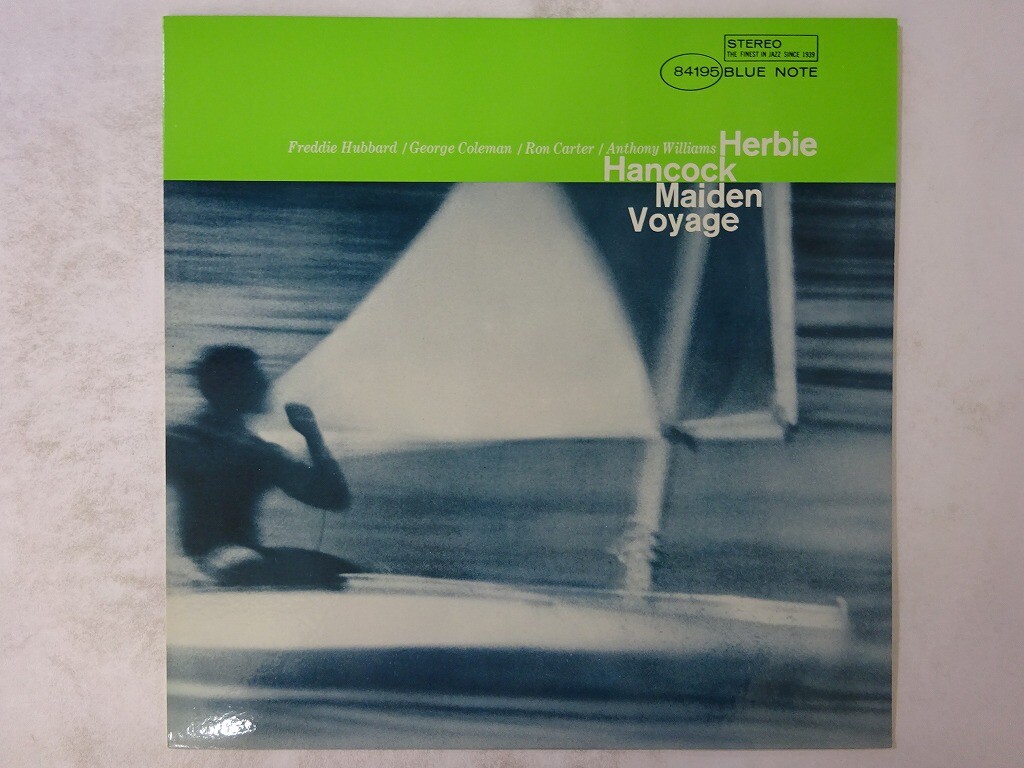 STEREO
THE FINEST IN JAZZ SINCE 1939
84195 BLUE NOTE
Freddie Hubbard / George Coleman / Ron Carter / Anthony Williams Herbie
Hancock
Maiden
Voyage